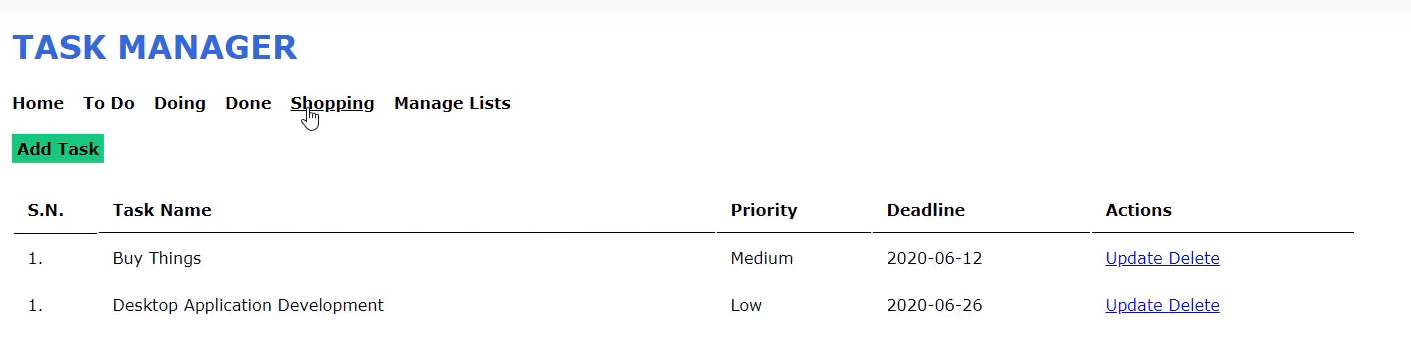 TASK MANAGER
Home To Do Doing Done Shopping Manage Lists
Add Task
S.N. Task Name Priority Deadline Actions
1. Buy Things Medium 2020-06-12 Update Delete
1. Desktop Application Development Low 2020-06-26 Update Delete